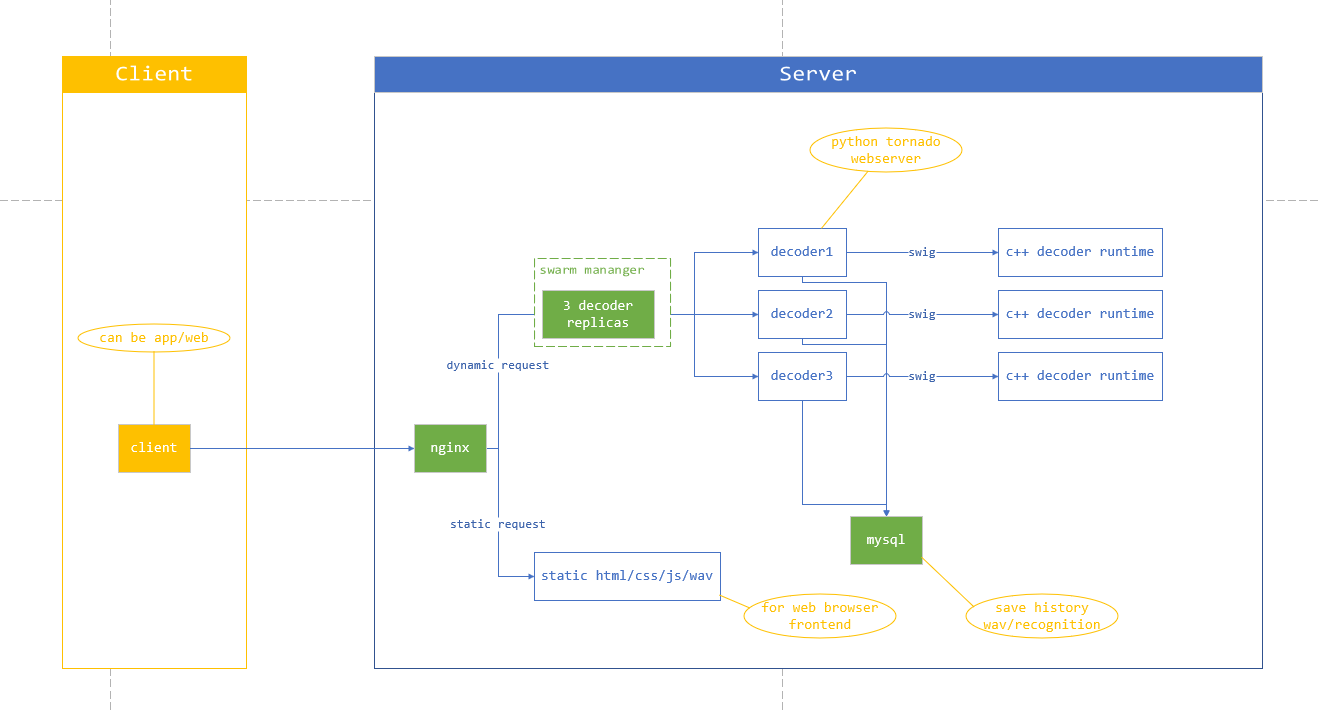 Client
Server
python tornado
webserver
decoder1
swig
c++ decoder runtime
swarm mananger
3 decoder
replicas
decoder2
swig
c++ decoder runtime
can be app/web
dynamic request
decoder3
swig
c++ decoder runtime
client
nginx
static request
mysql
static html/css/js/wav
for web browser
frontend
save history
wav/recognition